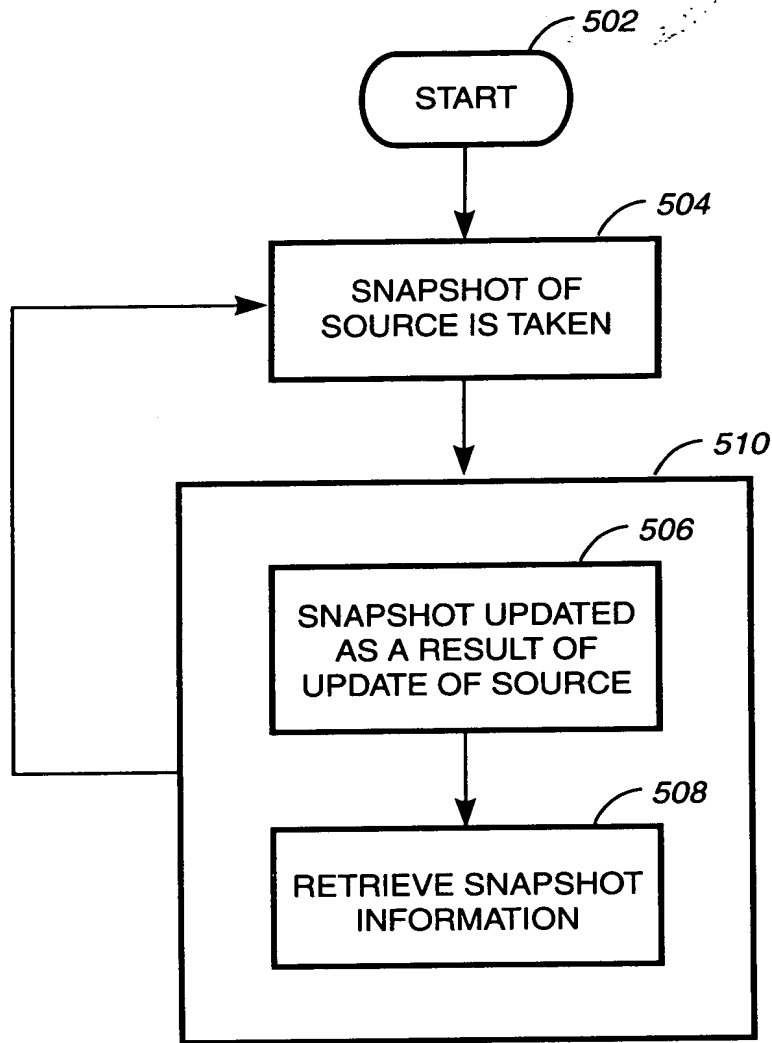 502
START
504
SNAPSHOT OF
SOURCE IS TAKEN
510
506
SNAPSHOT UPDATED
AS A RESULT OF
UPDATE OF SOURCE
508
RETRIEVE SNAPSHOT
INFORMATION